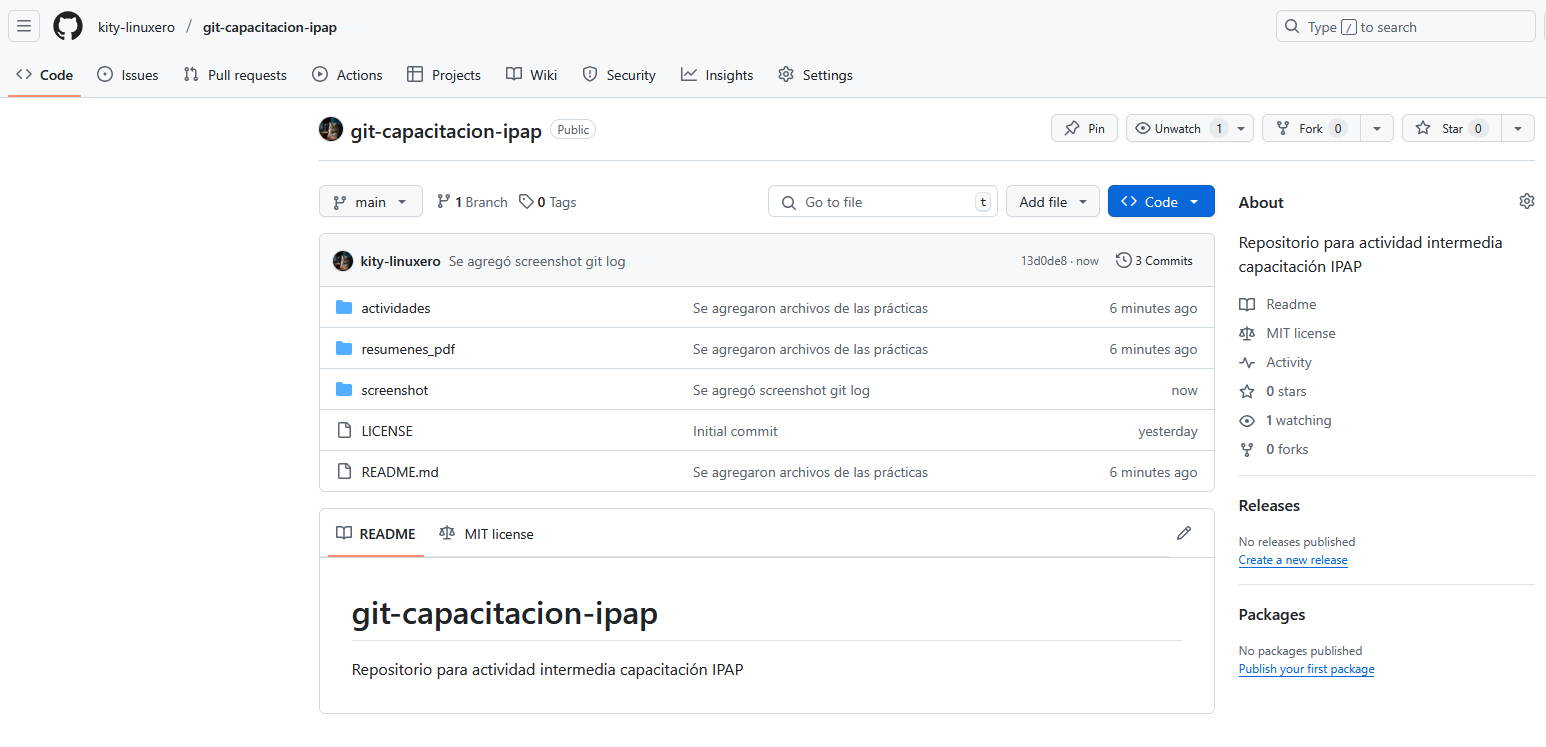 kity-linuxero / git-capacitacion-ipap
Type / to search
Code Issues Pull requests Actions Projects Wiki Security Insights Settings
git-capacitacion-ipap Public
Pin Unwatch 1 Fork 0 Star 0
main 1 Branch 0 Tags
Go to file t Add file Code
kity-linuxero Se agregó screenshot git log 13d0de8 · now 3 Commits
actividades Se agregaron archivos de las prácticas 6 minutes ago
resumenes_pdf Se agregaron archivos de las prácticas 6 minutes ago
screenshot Se agregó screenshot git log now
LICENSE Initial commit yesterday
README.md Se agregaron archivos de las prácticas 6 minutes ago
README MIT license
git-capacitacion-ipap
Repositorio para actividad intermedia capacitación IPAP
About
Repositorio para actividad intermedia
capacitación IPAP
Readme
MIT license
Activity
0 stars
1 watching
0 forks
Releases
No releases published
Create a new release
Packages
No packages published
Publish your first package